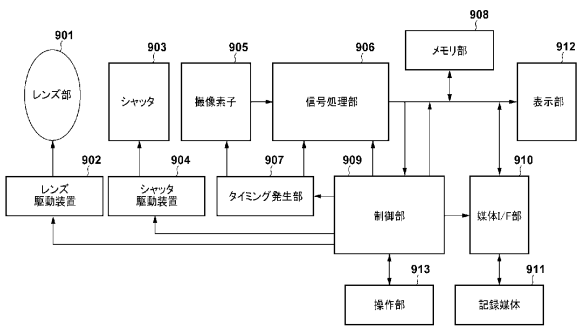 908
メモリ部
901
レンズ部
903
シャッタ
905
撮像素子
906
信号処理部
912
表示部
902
レンズ
駆動装置
904
シャッタ
駆動装置
907
タイミング発生部
909
制御部
910
媒体I/F部
913
操作部
911
記録媒体